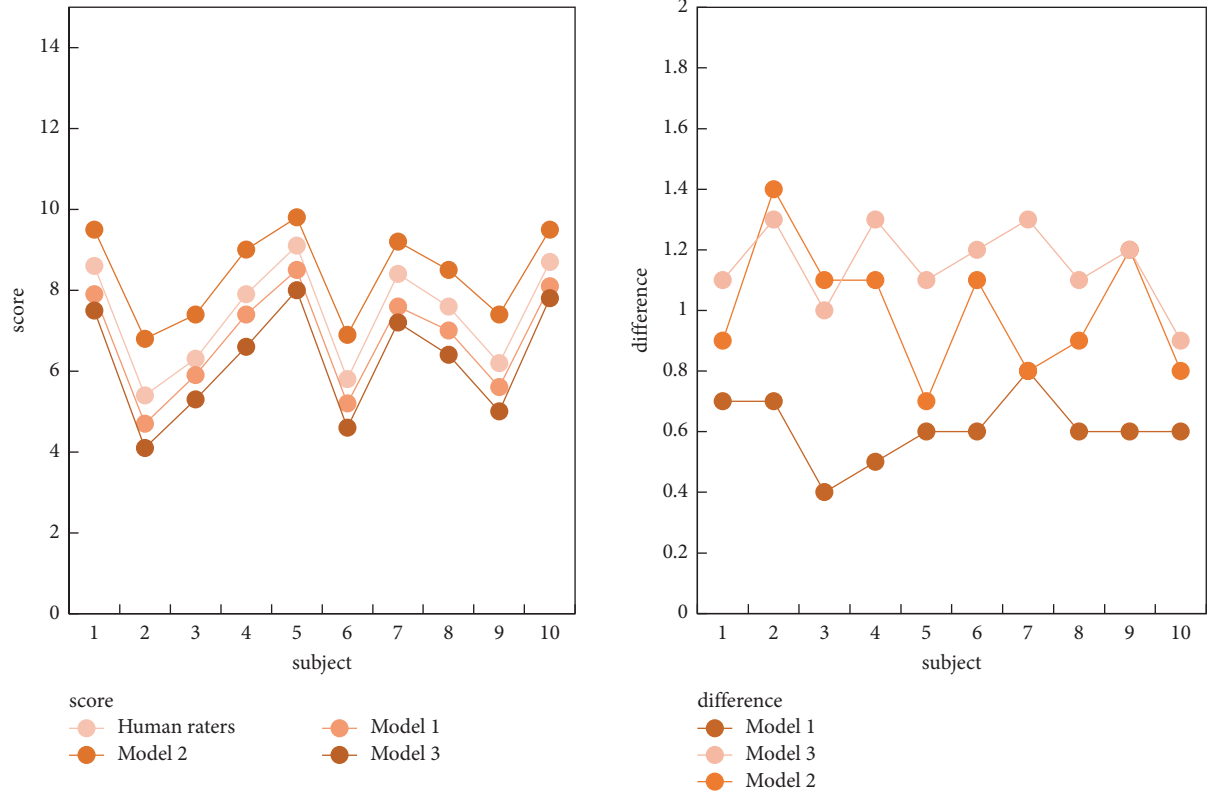 14
12
10
8
6
4
2
0
score
1 2 3 4 5 6 7 8 9 10
subject
score
Human raters
Model 1
Model 2
Model 3
2
1.8
1.6
1.4
1.2
1
0.8
0.6
0.4
0.2
0
difference
1 2 3 4 5 6 7 8 9 10
subject
difference
Model 1
Model 3
Model 2